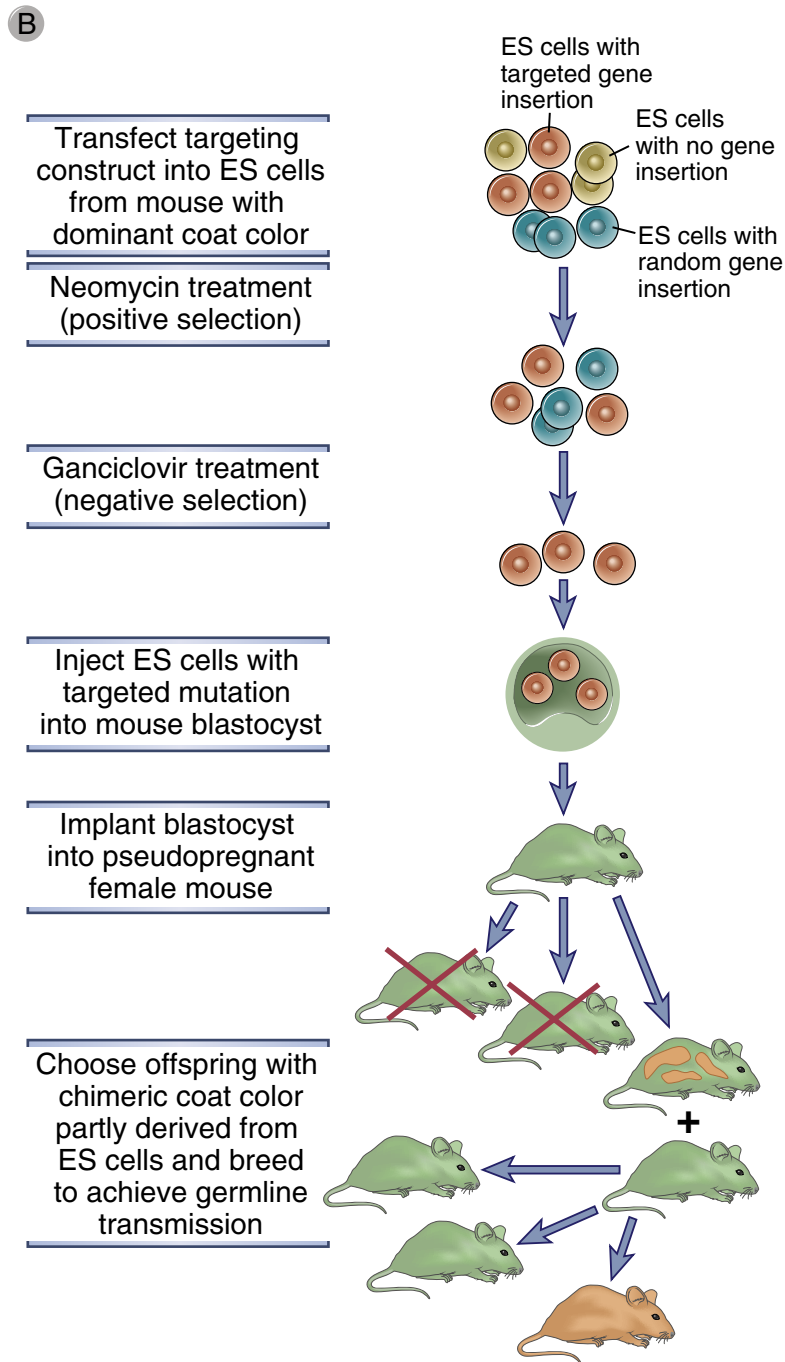 B
ES cells with
targeted gene
insertion
ES cells
with no gene
insertion
ES cells with
random gene
insertion
Transfect targeting
construct into ES cells
from mouse with
dominant coat color
Neomycin treatment
(positive selection)
Ganciclovir treatment
(negative selection)
Inject ES cells with
targeted mutation
into mouse blastocyst
Implant blastocyst
into pseudopregnant
female mouse
Choose offspring with
chimeric coat color
partly derived from
ES cells and breed
to achieve germline
transmission
+